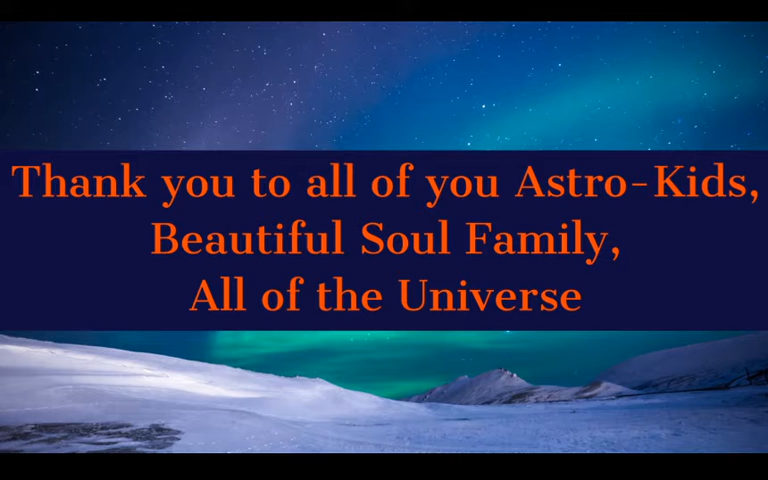 Thank you to all of you Astro-Kids,
Beautiful Soul Family,
All of the Universe